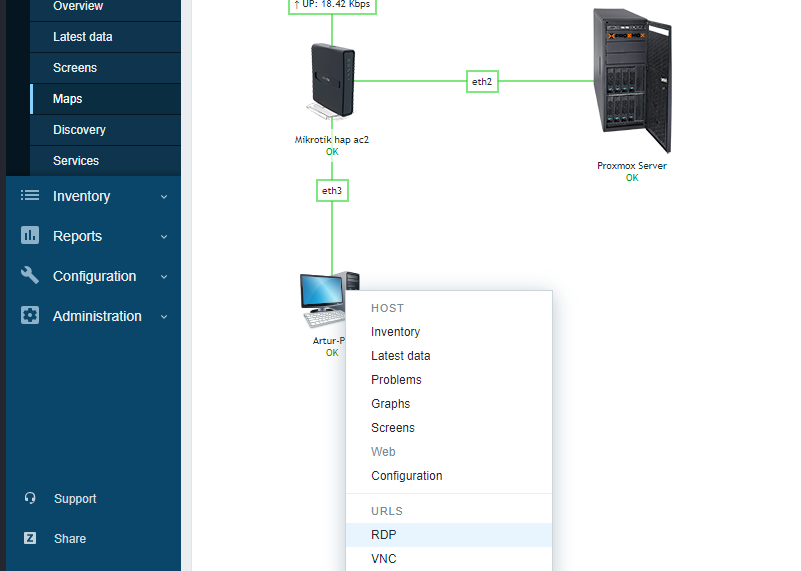 Overview
Latest data
Screens
Maps
Discovery
Services
Inventory
Reports
Configuration
Administration
Support
Z Share
↑ UP: 18.42 Kbps
eth2
Mikrotik hap ac2
OK
Proxmox Server
OK
eth3
Artur-P
OK
HOST
Inventory
Latest data
Problems
Graphs
Screens
Web
Configuration
URLS
RDP
VNC